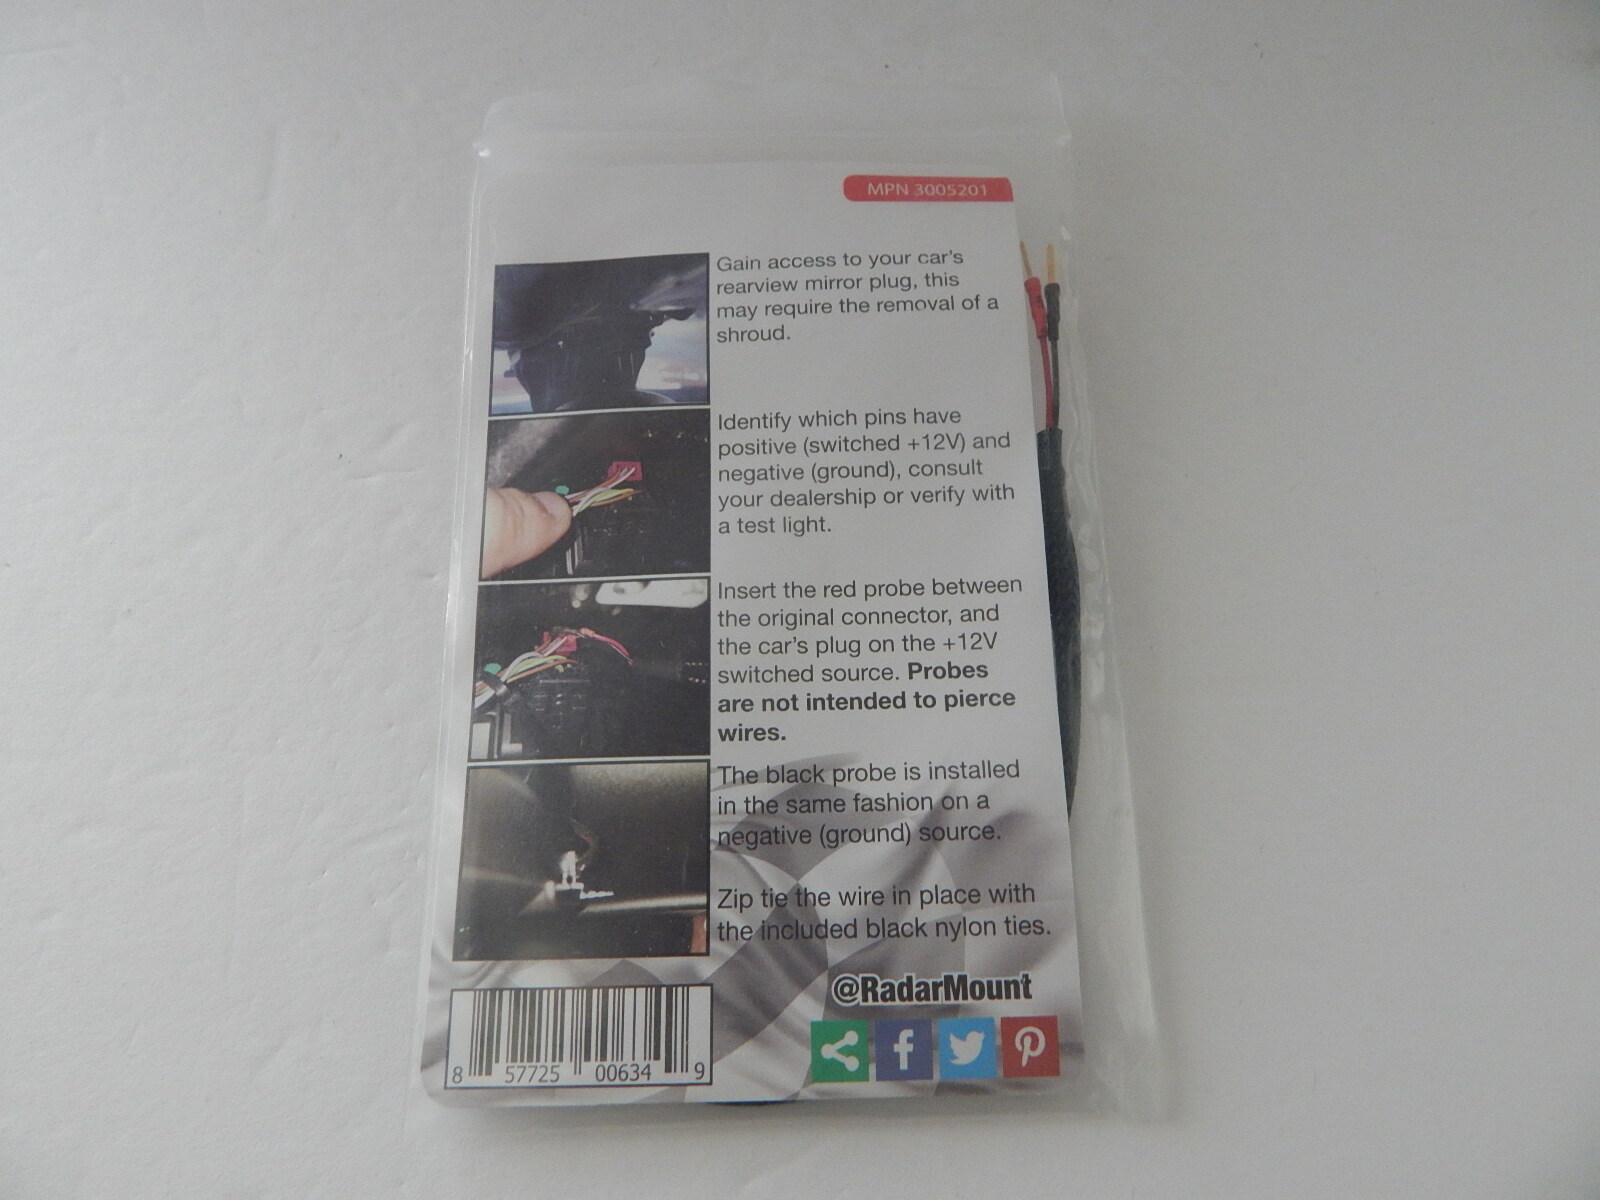 MPN 3005201
Gain access to your car's
rearview mirror plug, this
may require the removal of a
shroud.
Identify which pins have
positive (switched +12V) and
negative (ground), consult
your dealership or verify with
a test light.
Insert the red probe between
the original connector, and
the car's plug on the +12V
switched source. Probes
are not intended to pierce
wires.
The black probe is installed
in the same fashion on a
negative (ground) source.
Zip tie the wire in place with
the included black nylon ties.
@RadarMount
8 57725 00634 9